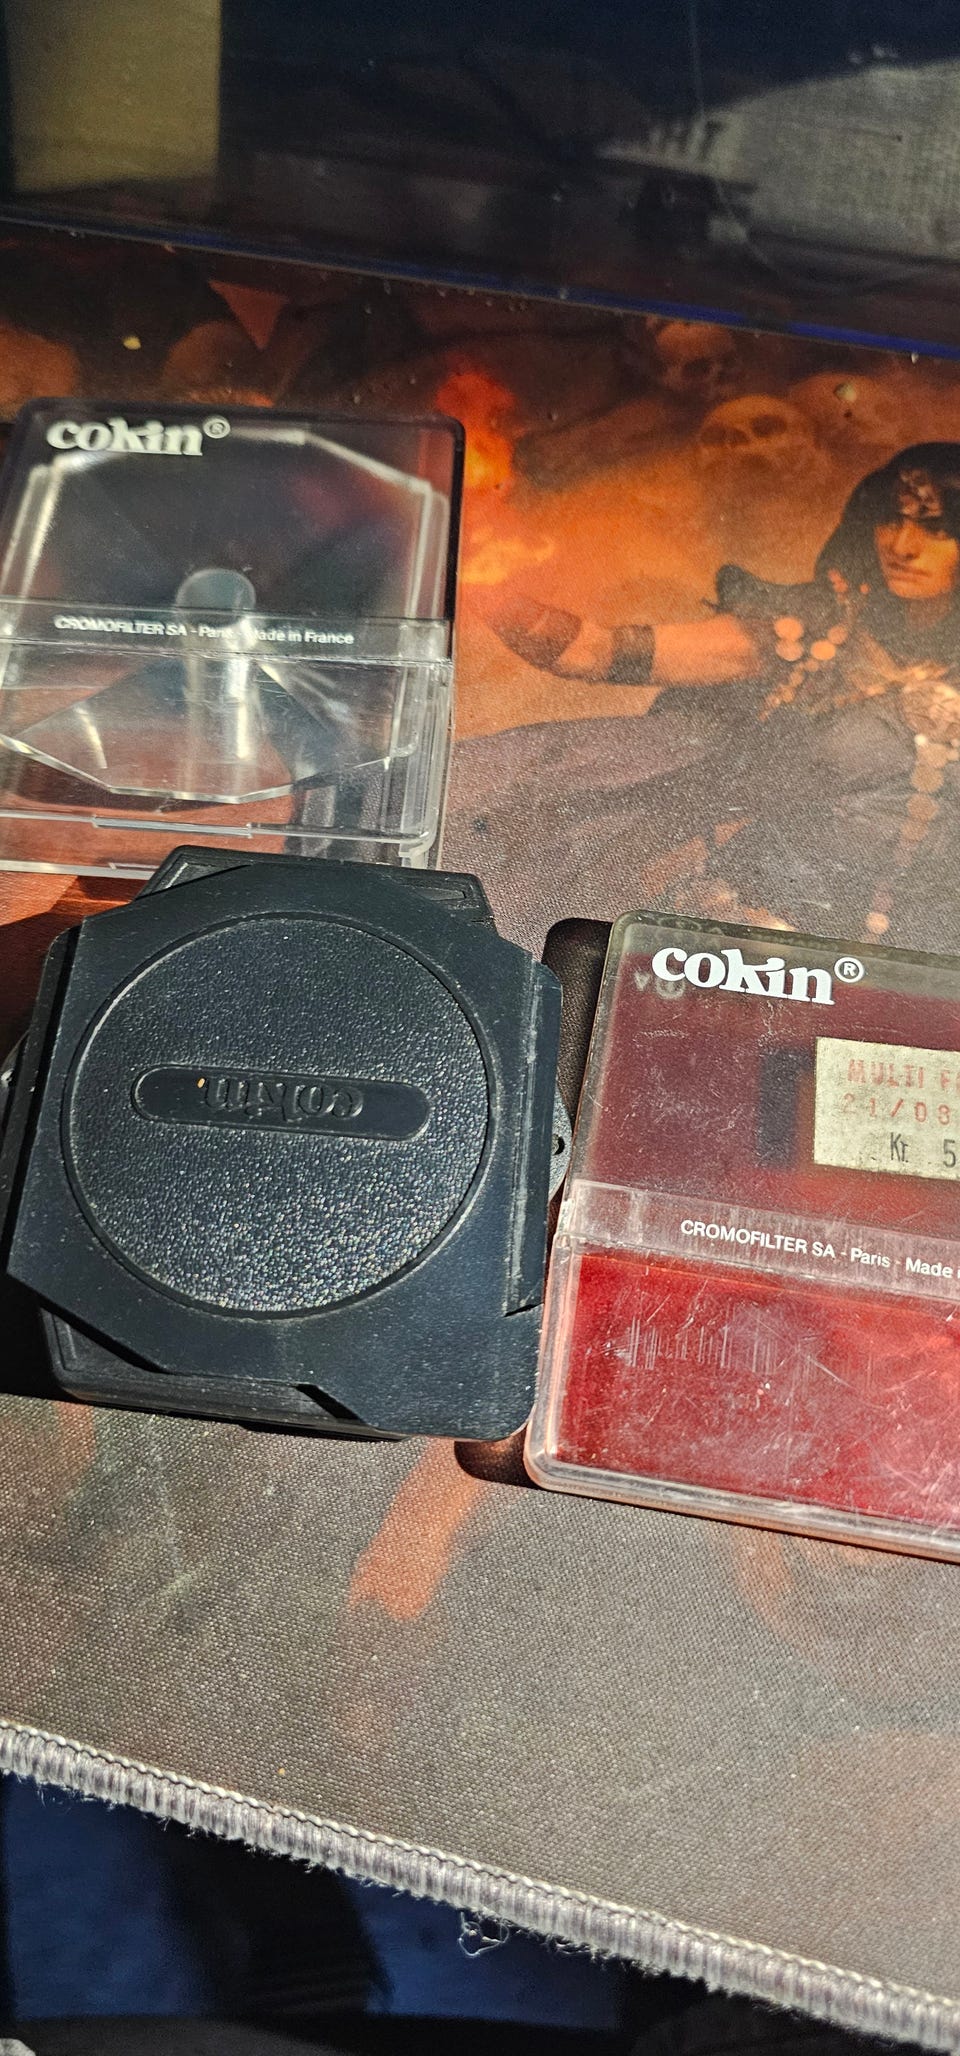 cokin®
CROMOFILTER SA - Paris - Made in France
cokin
cokin®
MULTI
21/08
Kr 5
CROMOFILTER SA - Paris - Made